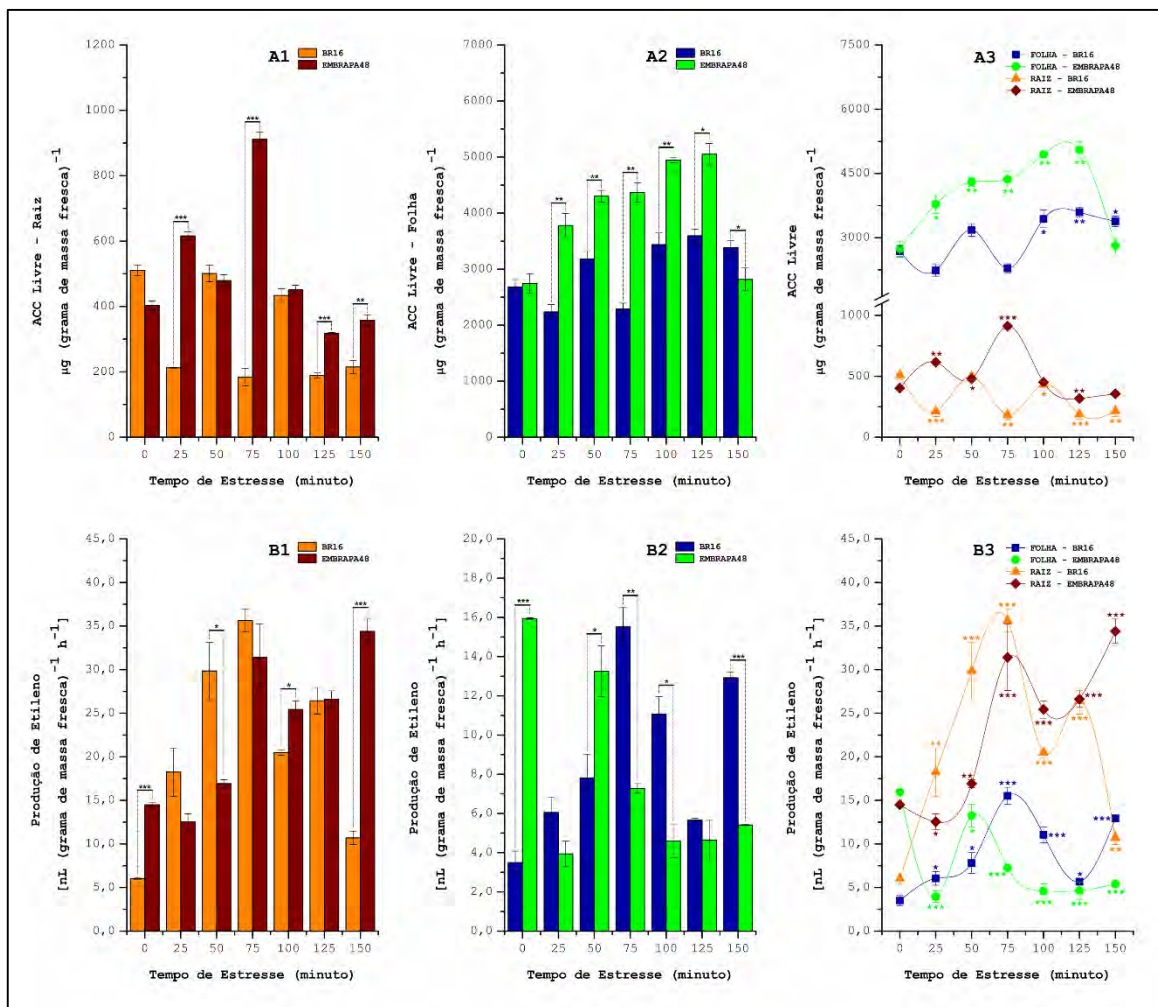 A1
BR16
EMBRAPA48
1200
1000
800
600
400
200
0
ACC Livre - Raiz
µg (grama de massa fresca)⁻¹
***
***
***
**
0 25 50 75 100 125 150
Tempo de Estresse (minuto)
A2
BR16
EMBRAPA48
7000
6000
5000
4000
3000
2000
1000
0
ACC Livre - Folha
µg (grama de massa fresca)⁻¹
**
**
**
**
*
*
0 25 50 75 100 125 150
Tempo de Estresse (minuto)
A3
FOLHA - BR16
FOLHA - EMBRAPA48
RAIZ - BR16
RAIZ - EMBRAPA48
7500
6000
4500
3000
1000
500
0
ACC Livre
µg (grama de massa fresca)⁻¹
* ** ** ** **
* ** *
** * *** **
*** ** * *** **
0 25 50 75 100 125 150
Tempo de Estresse (minuto)
B1
BR16
EMBRAPA48
45,0
40,0
35,0
30,0
25,0
20,0
15,0
10,0
5,0
0,0
Produção de Etileno
[nL (grama de massa fresca)⁻¹ h⁻¹]
***
*
*
***
0 25 50 75 100 125 150
Tempo de Estresse (minuto)
B2
BR16
EMBRAPA48
20,0
18,0
16,0
14,0
12,0
10,0
8,0
6,0
4,0
2,0
0,0
Produção de Etileno
[nL (grama de massa fresca)⁻¹ h⁻¹]
***
*
**
*
***
0 25 50 75 100 125 150
Tempo de Estresse (minuto)
B3
FOLHA - BR16
FOLHA - EMBRAPA48
RAIZ - BR16
RAIZ - EMBRAPA48
45,0
40,0
35,0
30,0
25,0
20,0
15,0
10,0
5,0
0,0
Produção de Etileno
[nL (grama de massa fresca)⁻¹ h⁻¹]
** *** *** *** *** **
* ** *** *** *** ***
* * *** *** * ***
*** * *** *** *** ***
0 25 50 75 100 125 150
Tempo de Estresse (minuto)